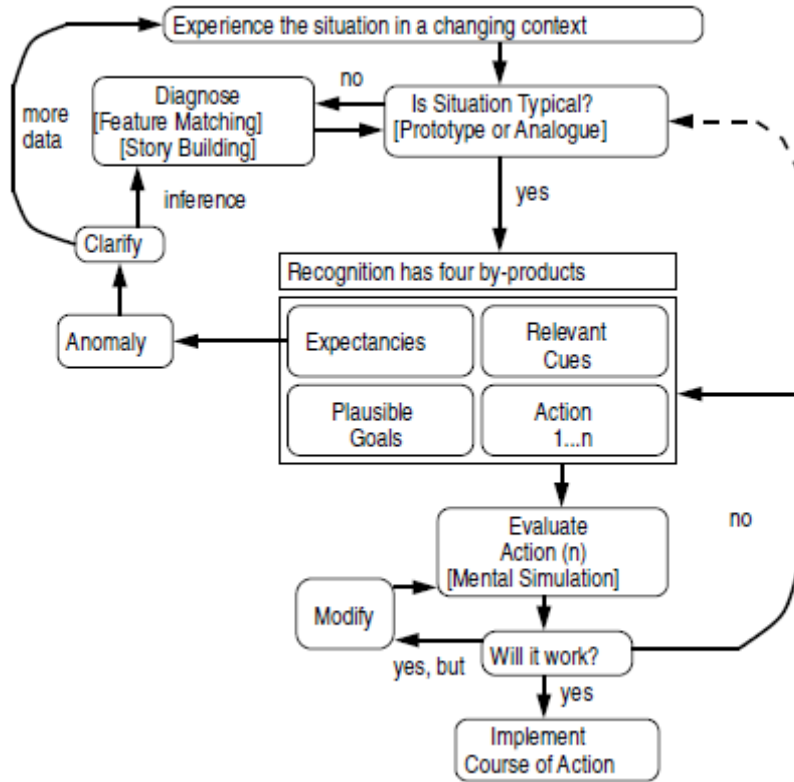 Experience the situation in a changing context
no
more
data
Diagnose
[Feature Matching]
[Story Building]
Is Situation Typical?
[Prototype or Analogue]
inference
yes
Clarify
Recognition has four by-products
Anomaly
Expectancies
Relevant
Cues
Plausible
Goals
Action
1...n
Evaluate
Action (n)
[Mental Simulation]
no
Modify
yes, but
Will it work?
yes
Implement
Course of Action